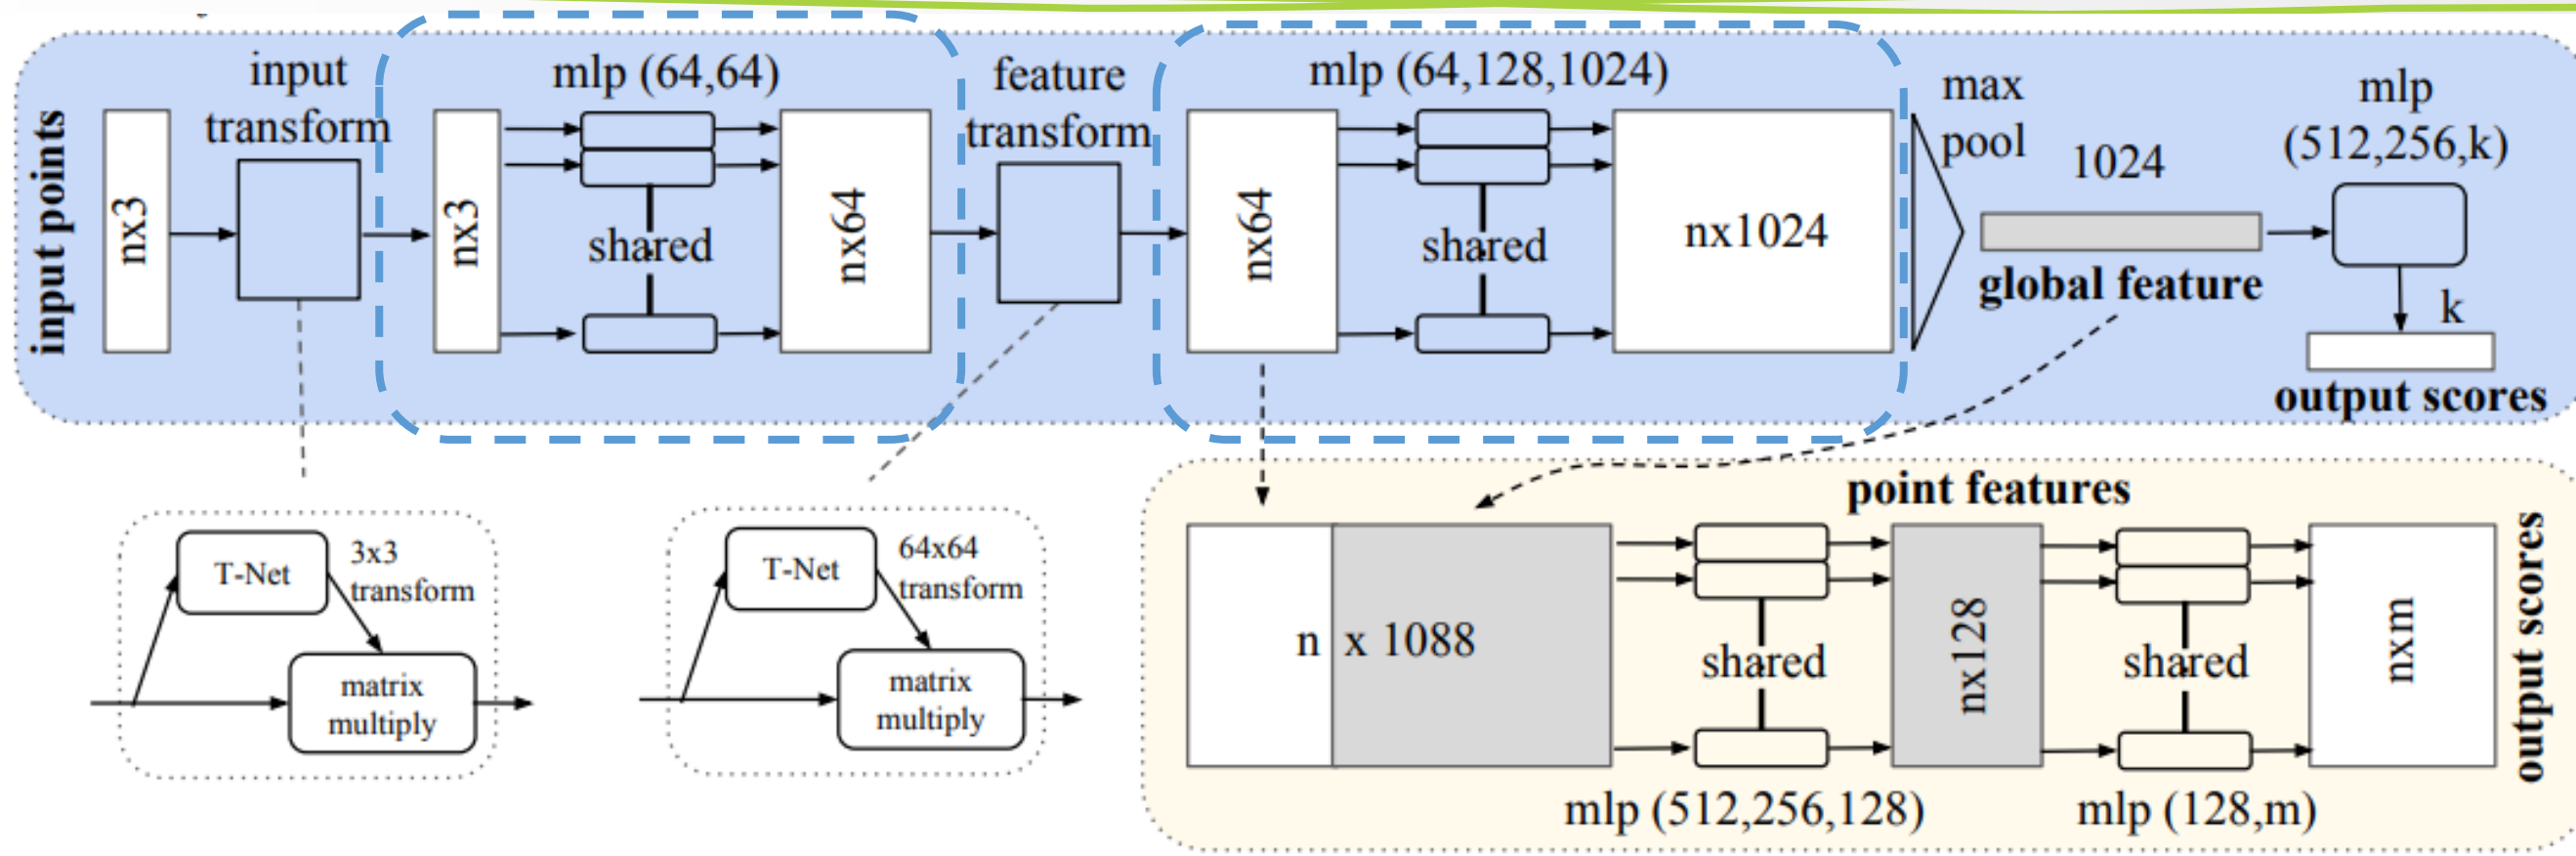 input points
nx3
input
transform
nx3
mlp (64,64)
shared
nx64
feature
transform
nx64
mlp (64,128,1024)
shared
nx1024
max
pool
1024
global feature
mlp
(512,256,k)
k
output scores
T-Net
3x3
transform
matrix
multiply
T-Net
64x64
transform
matrix
multiply
point features
n x 1088
shared
mlp (512,256,128)
nx128
shared
mlp (128,m)
nxm
output scores